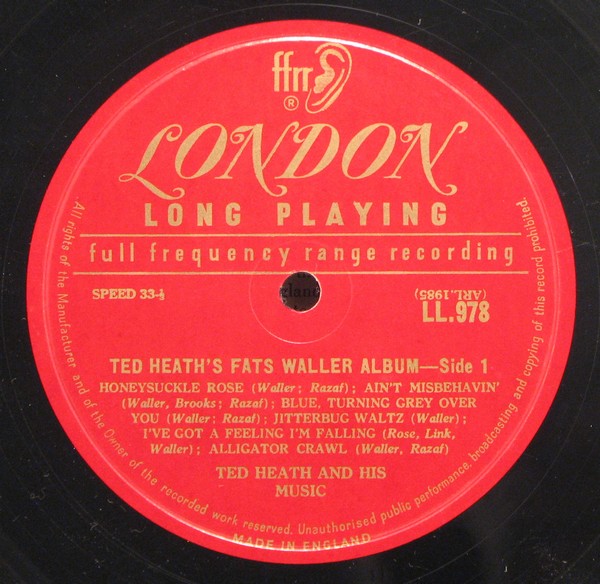 ffrr
®
LONDON
LONG PLAYING
full frequency range recording
SPEED 33-⅓
(ARL.1985)
LL.978
TED HEATH'S FATS WALLER ALBUM—Side 1
HONEYSUCKLE ROSE (Waller; Razaf); AIN'T MISBEHAVIN'
(Waller, Brooks; Razaf); BLUE, TURNING GREY OVER
YOU (Waller; Razaf); JITTERBUG WALTZ (Waller);
I'VE GOT A FEELING I'M FALLING (Rose, Link,
Waller); ALLIGATOR CRAWL (Waller, Razaf)
TED HEATH AND HIS
MUSIC
All rights of the Manufacturer and of the Owner of the recorded work reserved. Unauthorised public performance, broadcasting and copying of this record prohibited.
MADE IN ENGLAND